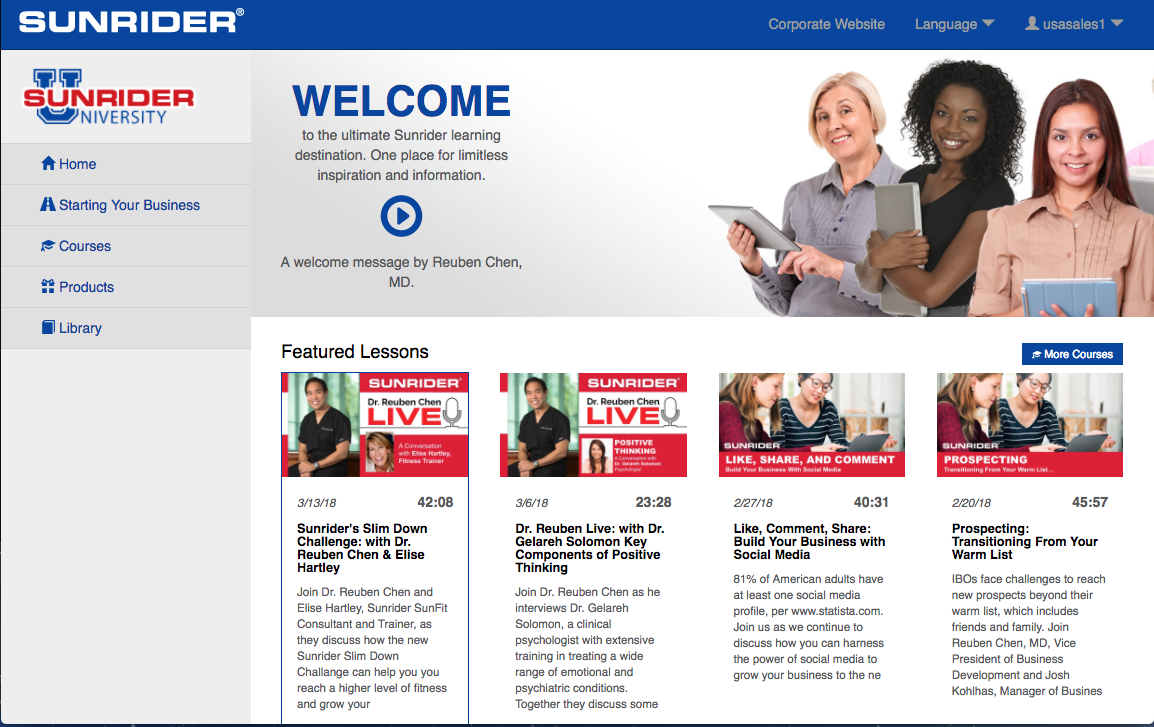 SUNRIDER®
Corporate Website
Language
usasales1
SUNRIDER
UNIVERSITY
Home
Starting Your Business
Courses
Products
Library
WELCOME
to the ultimate Sunrider learning
destination. One place for limitless
inspiration and information.
A welcome message by Reuben Chen,
MD.
Featured Lessons
More Courses
SUNRIDER®
Dr. Reuben Chen
LIVE
A Conversation
with Elise Hartley,
Fitness Trainer
3/13/18
42:08
Sunrider's Slim Down
Challenge: with Dr.
Reuben Chen & Elise
Hartley
Join Dr. Reuben Chen and
Elise Hartley, Sunrider SunFit
Consultant and Trainer, as
they discuss how the new
Sunrider Slim Down
Challange can help you you
reach a higher level of fitness
and grow your
SUNRIDER®
Dr. Reuben Chen
LIVE
POSITIVE
THINKING
A Conversation with
Dr. Gelareh Solomon
Psychologist
3/6/18
23:28
Dr. Reuben Live: with Dr.
Gelareh Solomon Key
Components of Positive
Thinking
Join Dr. Reuben Chen as he
interviews Dr. Gelareh
Solomon, a clinical
psychologist with extensive
training in treating a wide
range of emotional and
psychiatric conditions.
Together they discuss some
SUNRIDER
LIKE, SHARE, AND COMMENT
Build Your Business With Social Media
2/27/18
40:31
Like, Comment, Share:
Build Your Business with
Social Media
81% of American adults have
at least one social media
profile, per www.statista.com.
Join us as we continue to
discuss how you can harness
the power of social media to
grow your business to the ne
SUNRIDER
PROSPECTING
Transitioning From Your Warm List...
2/20/18
45:57
Prospecting:
Transitioning From Your
Warm List
IBOs face challenges to reach
new prospects beyond their
warm list, which includes
friends and family. Join
Reuben Chen, MD, Vice
President of Business
Development and Josh
Kohlhas, Manager of Busines